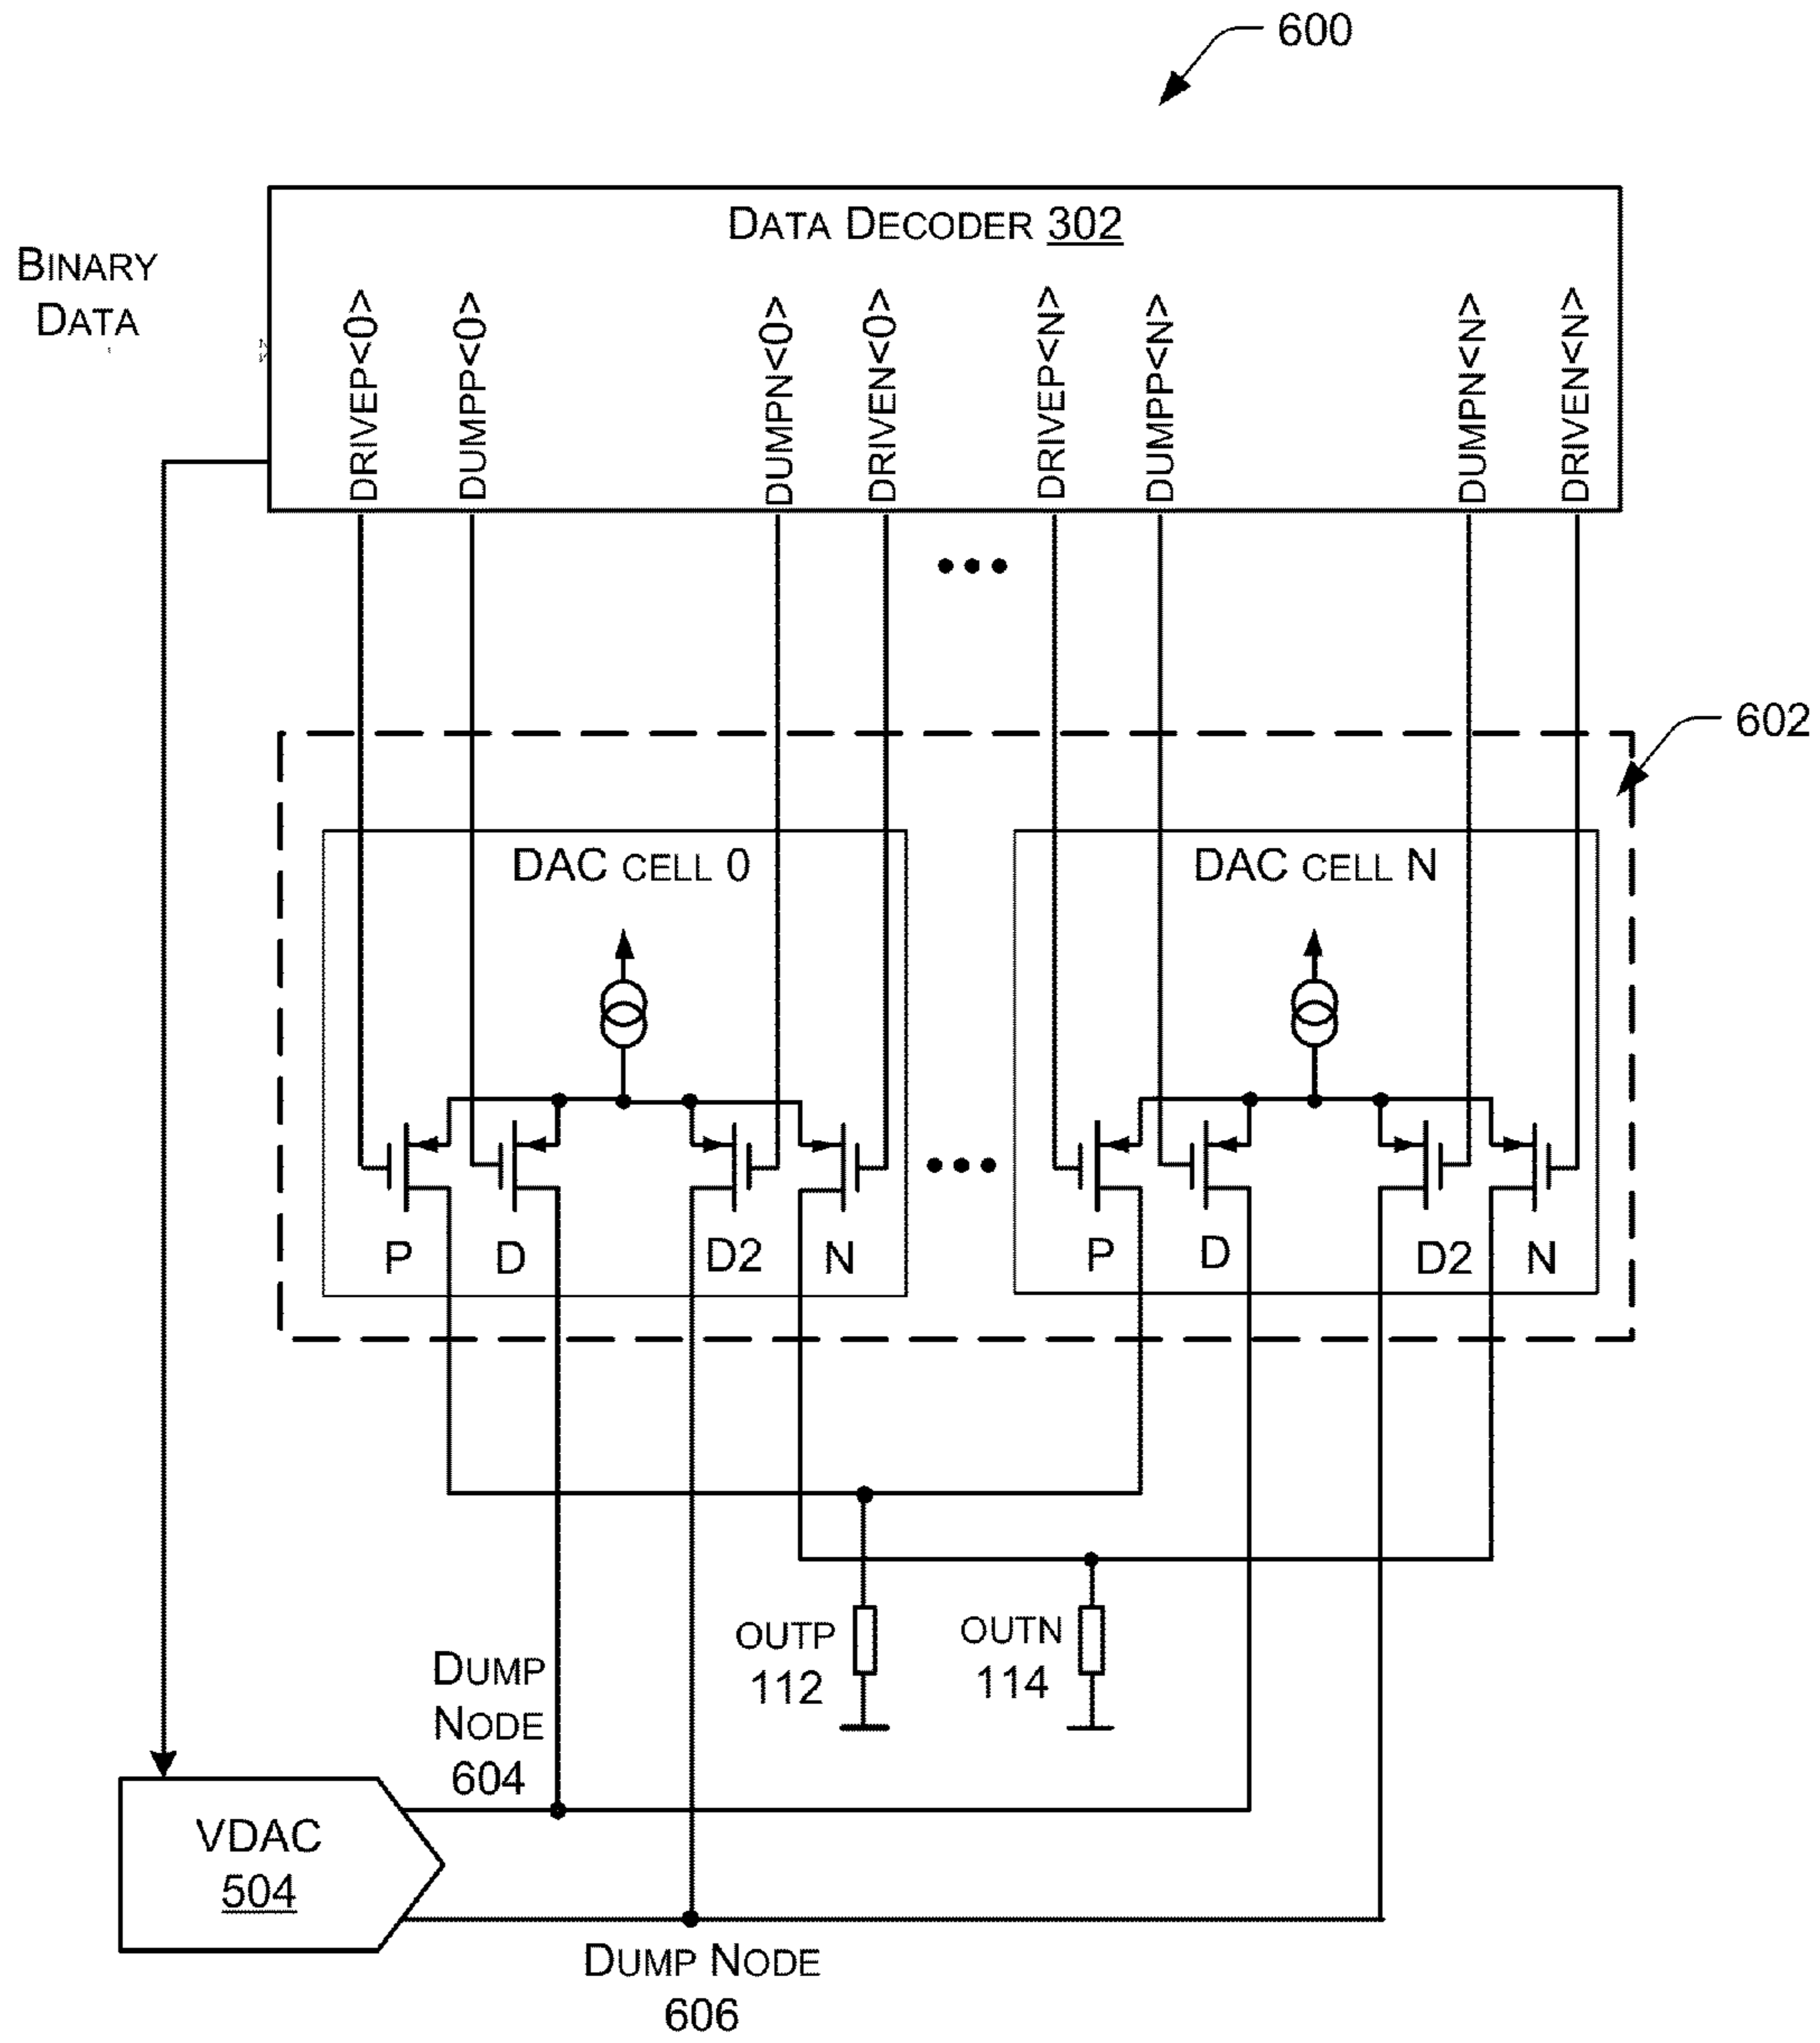 600
DATA DECODER 302
BINARY
DATA
DRIVEP<0>
DUMPP<0>
DUMPN<0>
DRIVEN<0>
DRIVEP<N>
DUMPP<N>
DUMPN<N>
DRIVEN<N>
602
DAC CELL 0
DAC CELL N
P
D
D2
N
P
D
D2
N
OUTP
112
OUTN
114
DUMP
NODE
604
VDAC
504
DUMP NODE
606